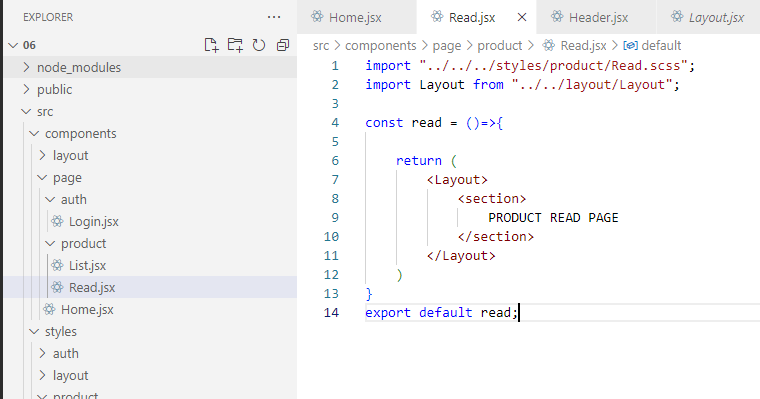 EXPLORER ...
06
node_modules
public
src
components
layout
page
auth
Login.jsx
product
List.jsx
Read.jsx
Home.jsx
styles
auth
layout
product
Home.jsx Read.jsx Header.jsx Layout.jsx
src > components > page > product > Read.jsx > default
1 import "../../../styles/product/Read.scss";
2 import Layout from "../../layout/Layout";
3
4 const read = ()=>{
5
6 return (
7 <Layout>
8 <section>
9 PRODUCT READ PAGE
10 </section>
11 </Layout>
12 )
13 }
14 export default read;